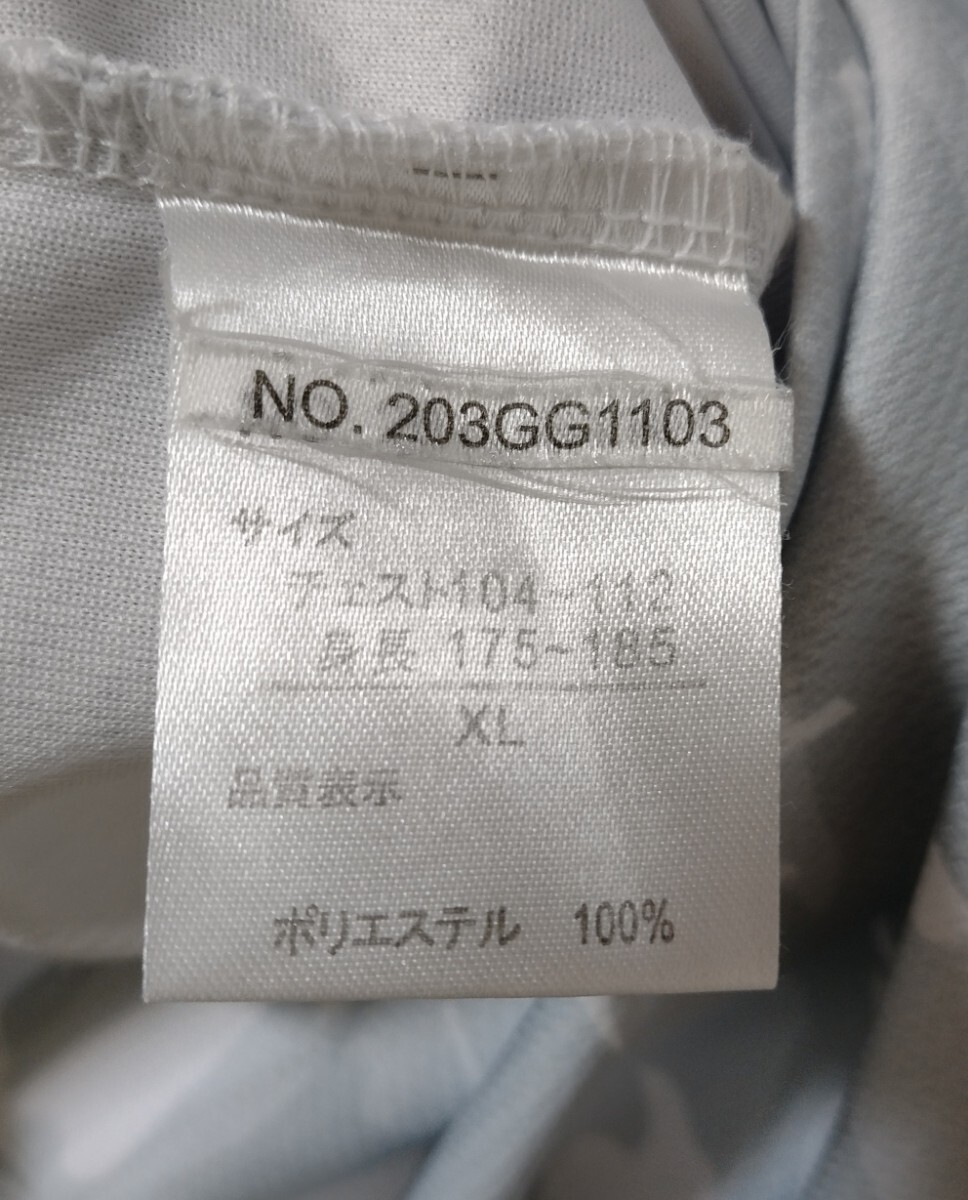 NO. 203GG1103
サイズ
チェスト104~112
身長 175~185
XL
品質表示
ポリエステル 100%